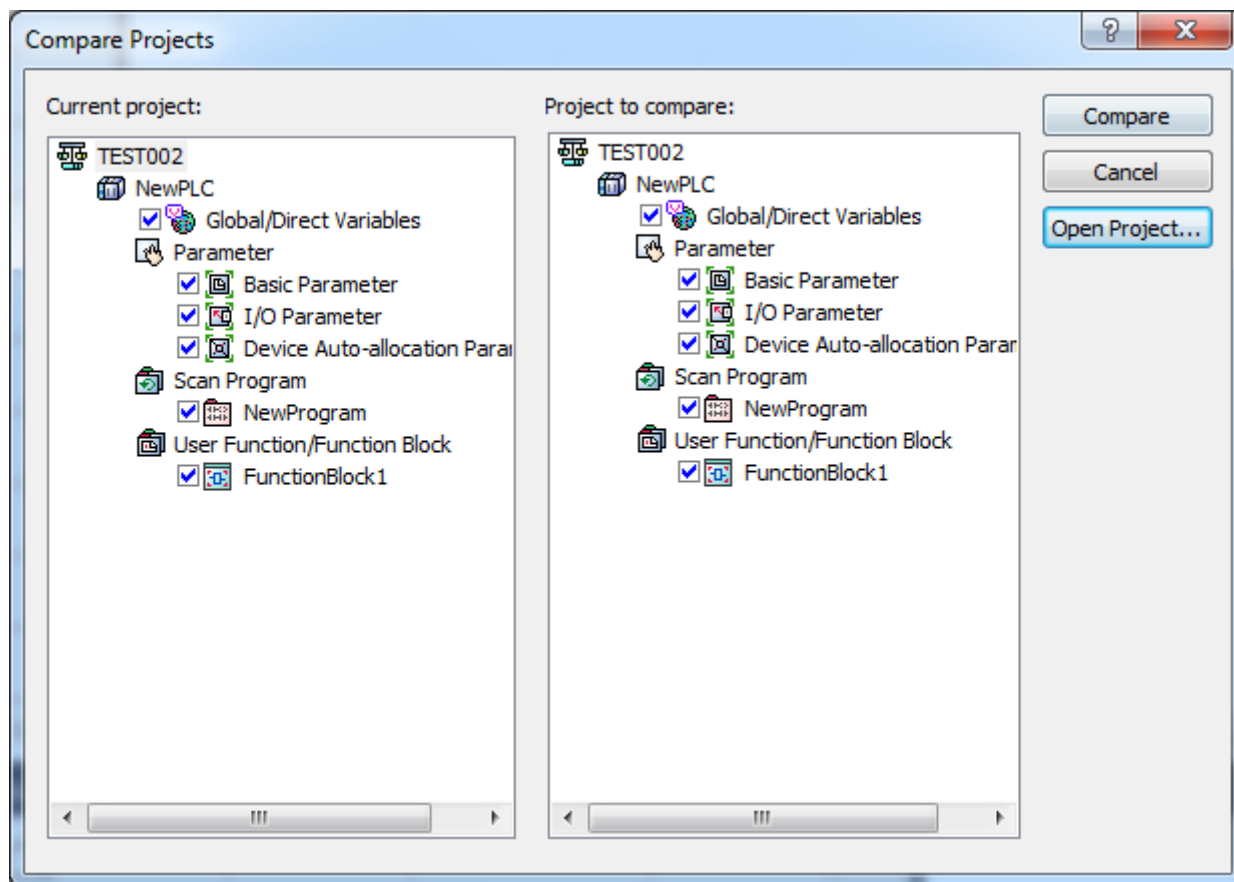 Compare Projects
Current project:
TEST002
NewPLC
Global/Direct Variables
Parameter
Basic Parameter
I/O Parameter
Device Auto-allocation Parar
Scan Program
NewProgram
User Function/Function Block
FunctionBlock1
Project to compare:
TEST002
NewPLC
Global/Direct Variables
Parameter
Basic Parameter
I/O Parameter
Device Auto-allocation Parar
Scan Program
NewProgram
User Function/Function Block
FunctionBlock1
Compare
Cancel
Open Project...